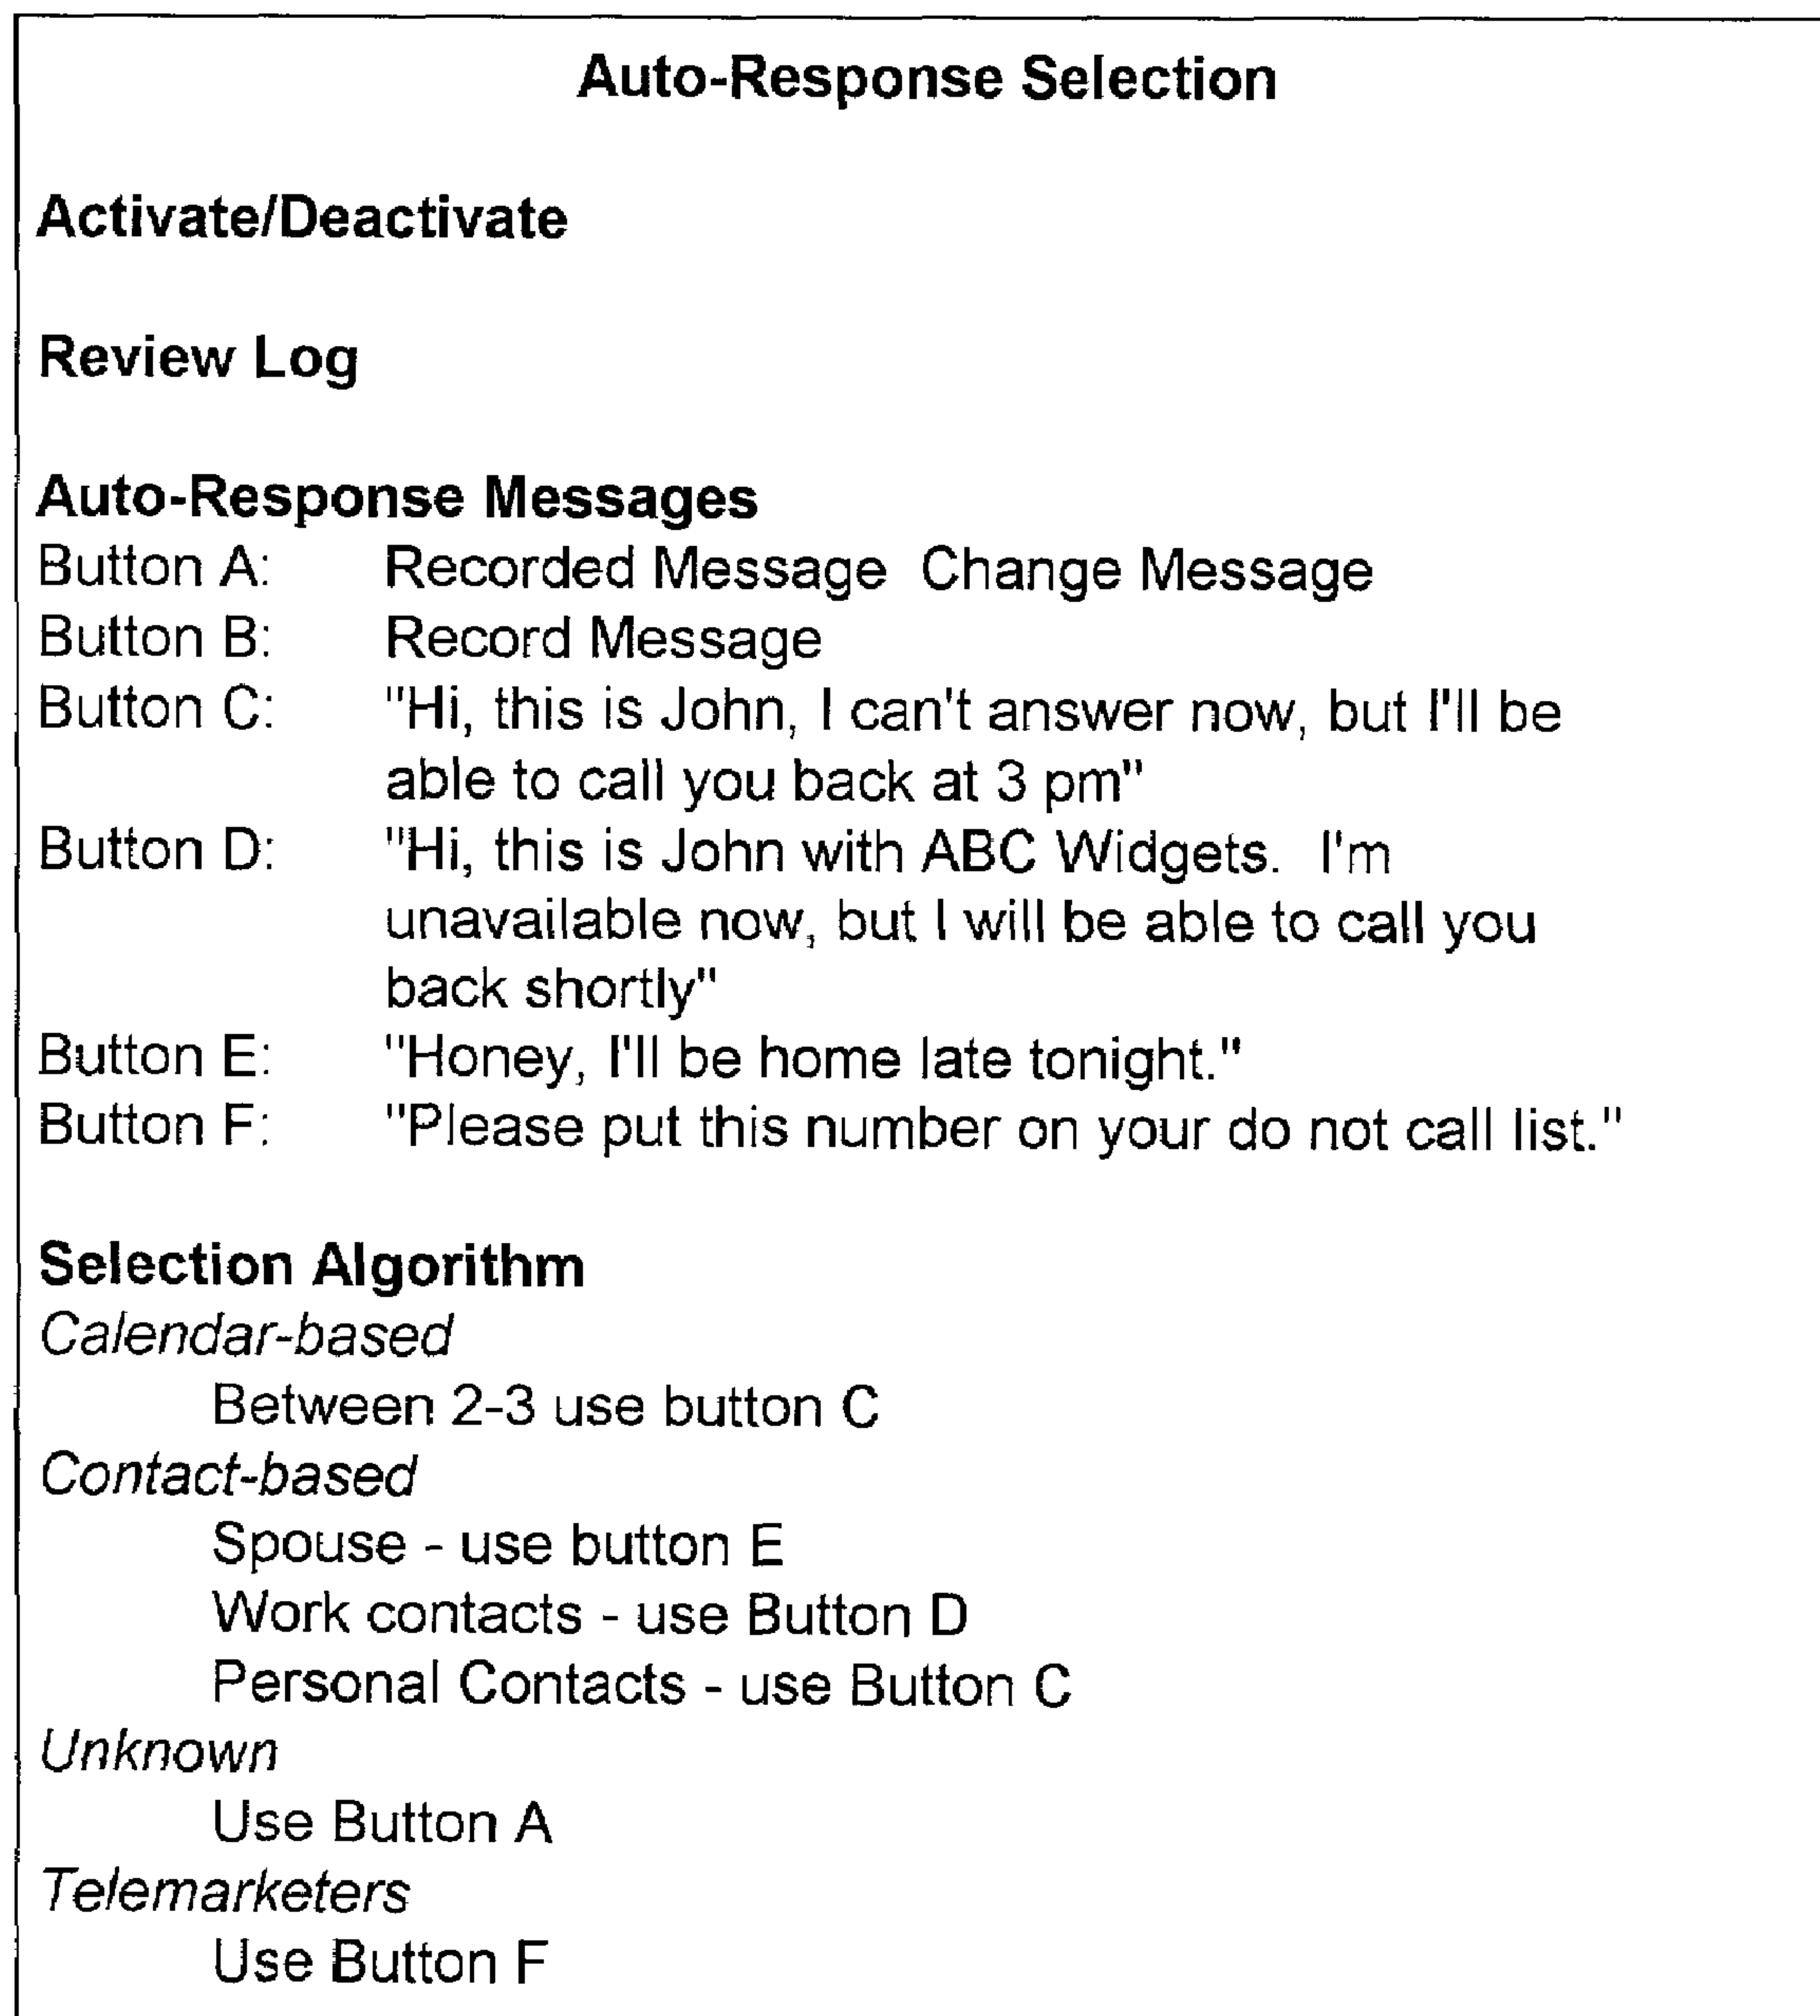 Auto-Response Selection
Activate/Deactivate
Review Log
Auto-Response Messages
Button A: Recorded Message Change Message
Button B: Record Message
Button C: "Hi, this is John, I can't answer now, but I'll be
able to call you back at 3 pm"
Button D: "Hi, this is John with ABC Widgets. I'm
unavailable now, but I will be able to call you
back shortly"
Button E: "Honey, I'll be home late tonight."
Button F: "Please put this number on your do not call list."
Selection Algorithm
Calendar-based
Between 2-3 use button C
Contact-based
Spouse - use button E
Work contacts - use Button D
Personal Contacts - use Button C
Unknown
Use Button A
Telemarketers
Use Button F